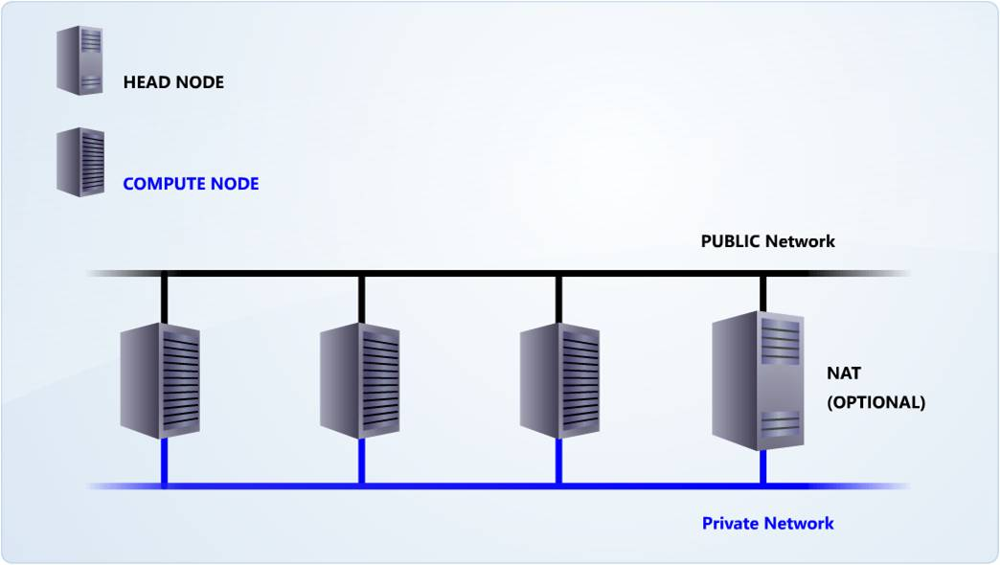 HEAD NODE
COMPUTE NODE
PUBLIC Network
NAT
(OPTIONAL)
Private Network